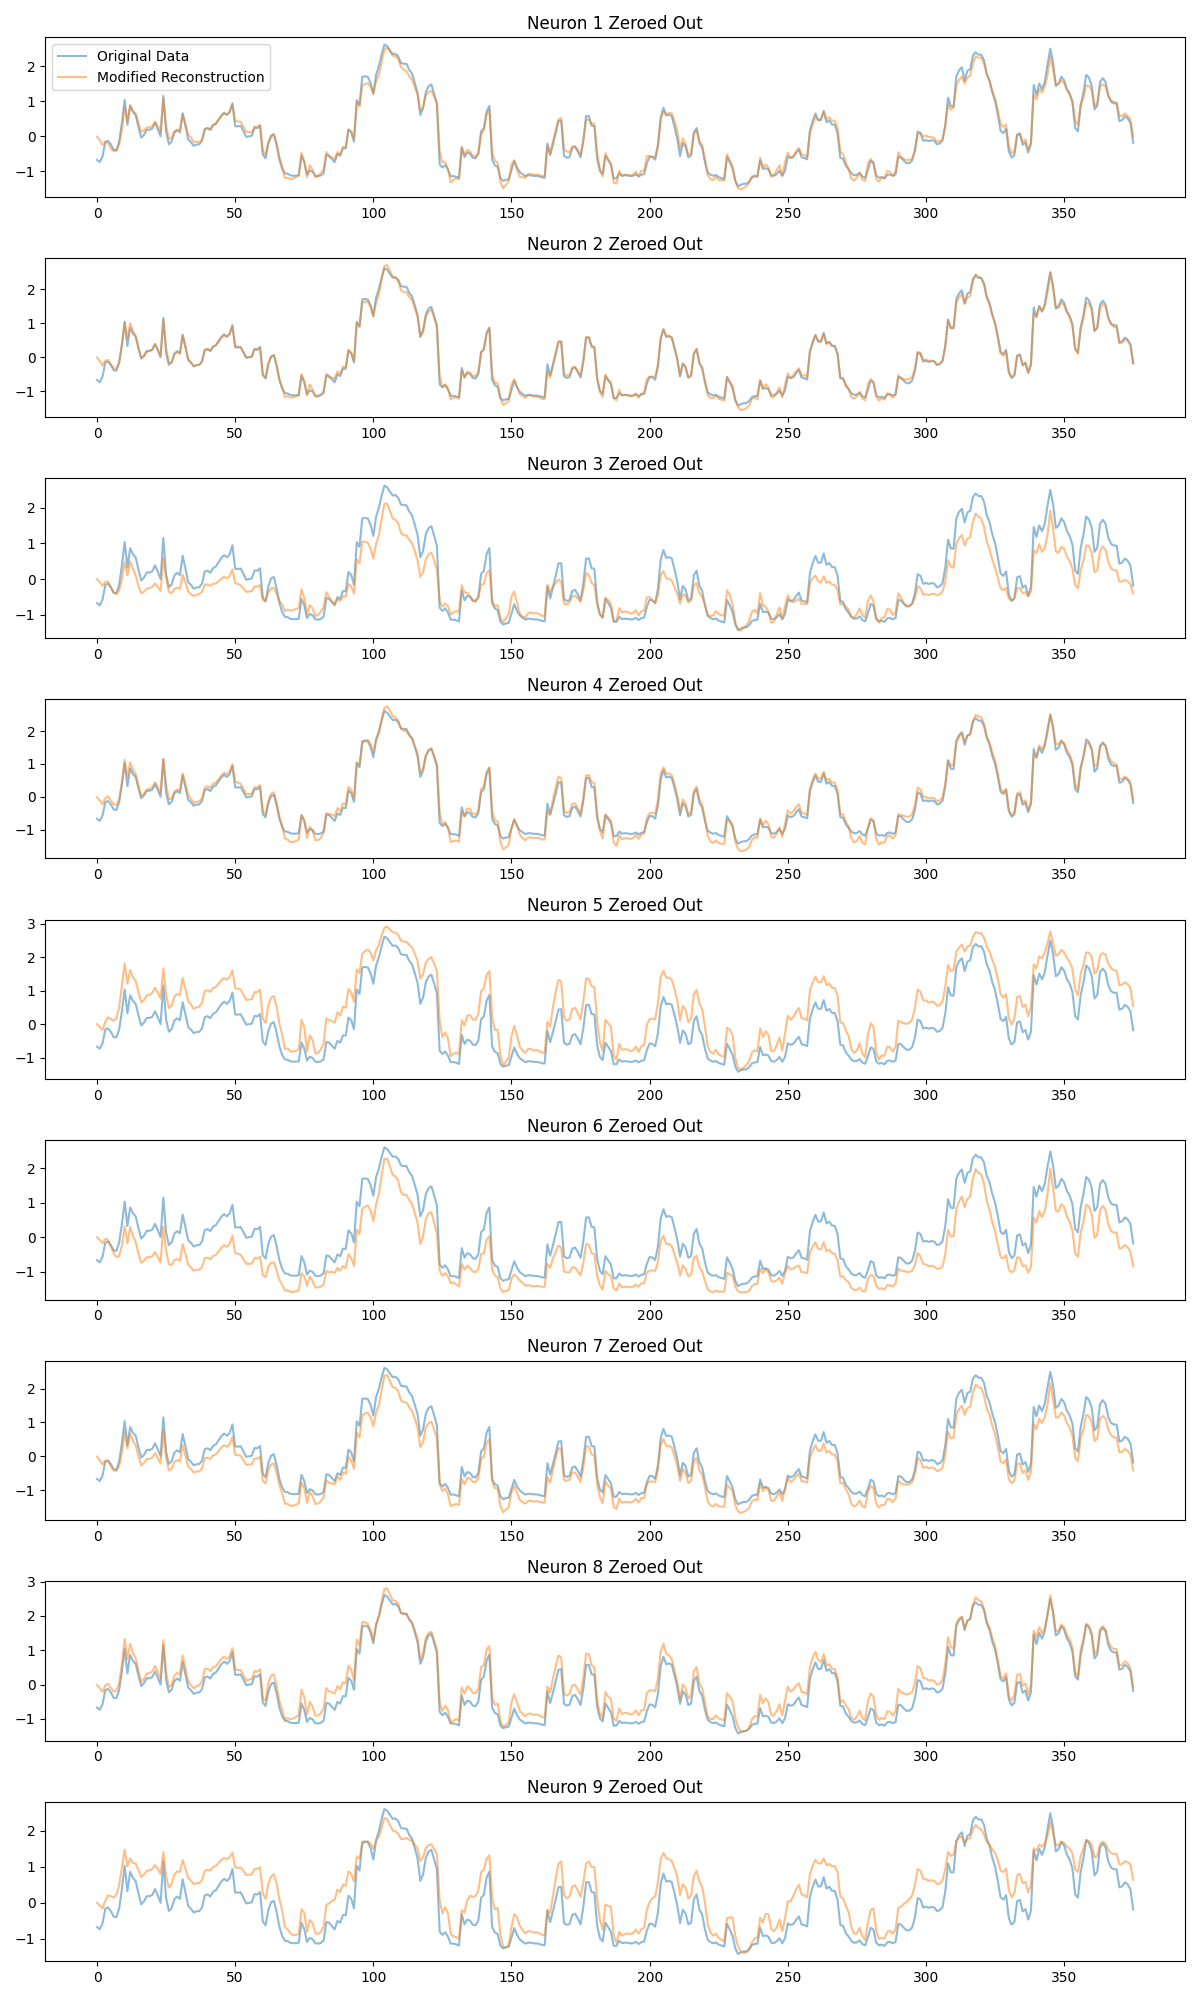 Neuron 1 Zeroed Out
Original Data
Modified Reconstruction
2
1
0
−1
0 50 100 150 200 250 300 350
Neuron 2 Zeroed Out
2
1
0
−1
0 50 100 150 200 250 300 350
Neuron 3 Zeroed Out
2
1
0
−1
0 50 100 150 200 250 300 350
Neuron 4 Zeroed Out
2
1
0
−1
0 50 100 150 200 250 300 350
Neuron 5 Zeroed Out
3
2
1
0
−1
0 50 100 150 200 250 300 350
Neuron 6 Zeroed Out
2
1
0
−1
0 50 100 150 200 250 300 350
Neuron 7 Zeroed Out
2
1
0
−1
0 50 100 150 200 250 300 350
Neuron 8 Zeroed Out
3
2
1
0
−1
0 50 100 150 200 250 300 350
Neuron 9 Zeroed Out
2
1
0
−1
0 50 100 150 200 250 300 350